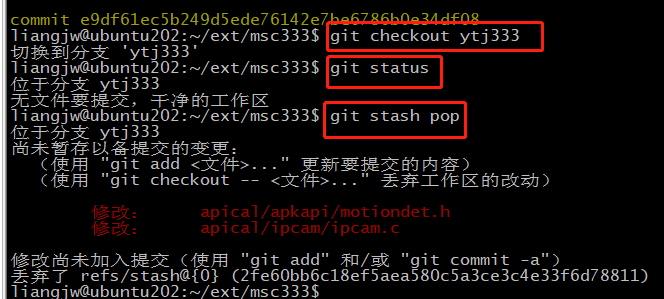 commit e9df61ec5b249d5ede76142e7be6786b0e34df08
liangjw@ubuntu202:~/ext/msc333$ git checkout ytj333
切换到分支 'ytj333'
liangjw@ubuntu202:~/ext/msc333$ git status
位于分支 ytj333
无文件要提交，干净的工作区
liangjw@ubuntu202:~/ext/msc333$ git stash pop
位于分支 ytj333
尚未暂存以备提交的变更：
（使用 "git add <文件>..." 更新要提交的内容）
（使用 "git checkout -- <文件>..." 丢弃工作区的改动）
修改： apical/apkapi/motiondet.h
修改： apical/ipcam/ipcam.c
修改尚未加入提交（使用 "git add" 和/或 "git commit -a"）
丢弃了 refs/stash@{0} (2fe60bb6c18ef5aea580c5a3ce3c4e33f6d78811)
liangjw@ubuntu202:~/ext/msc333$